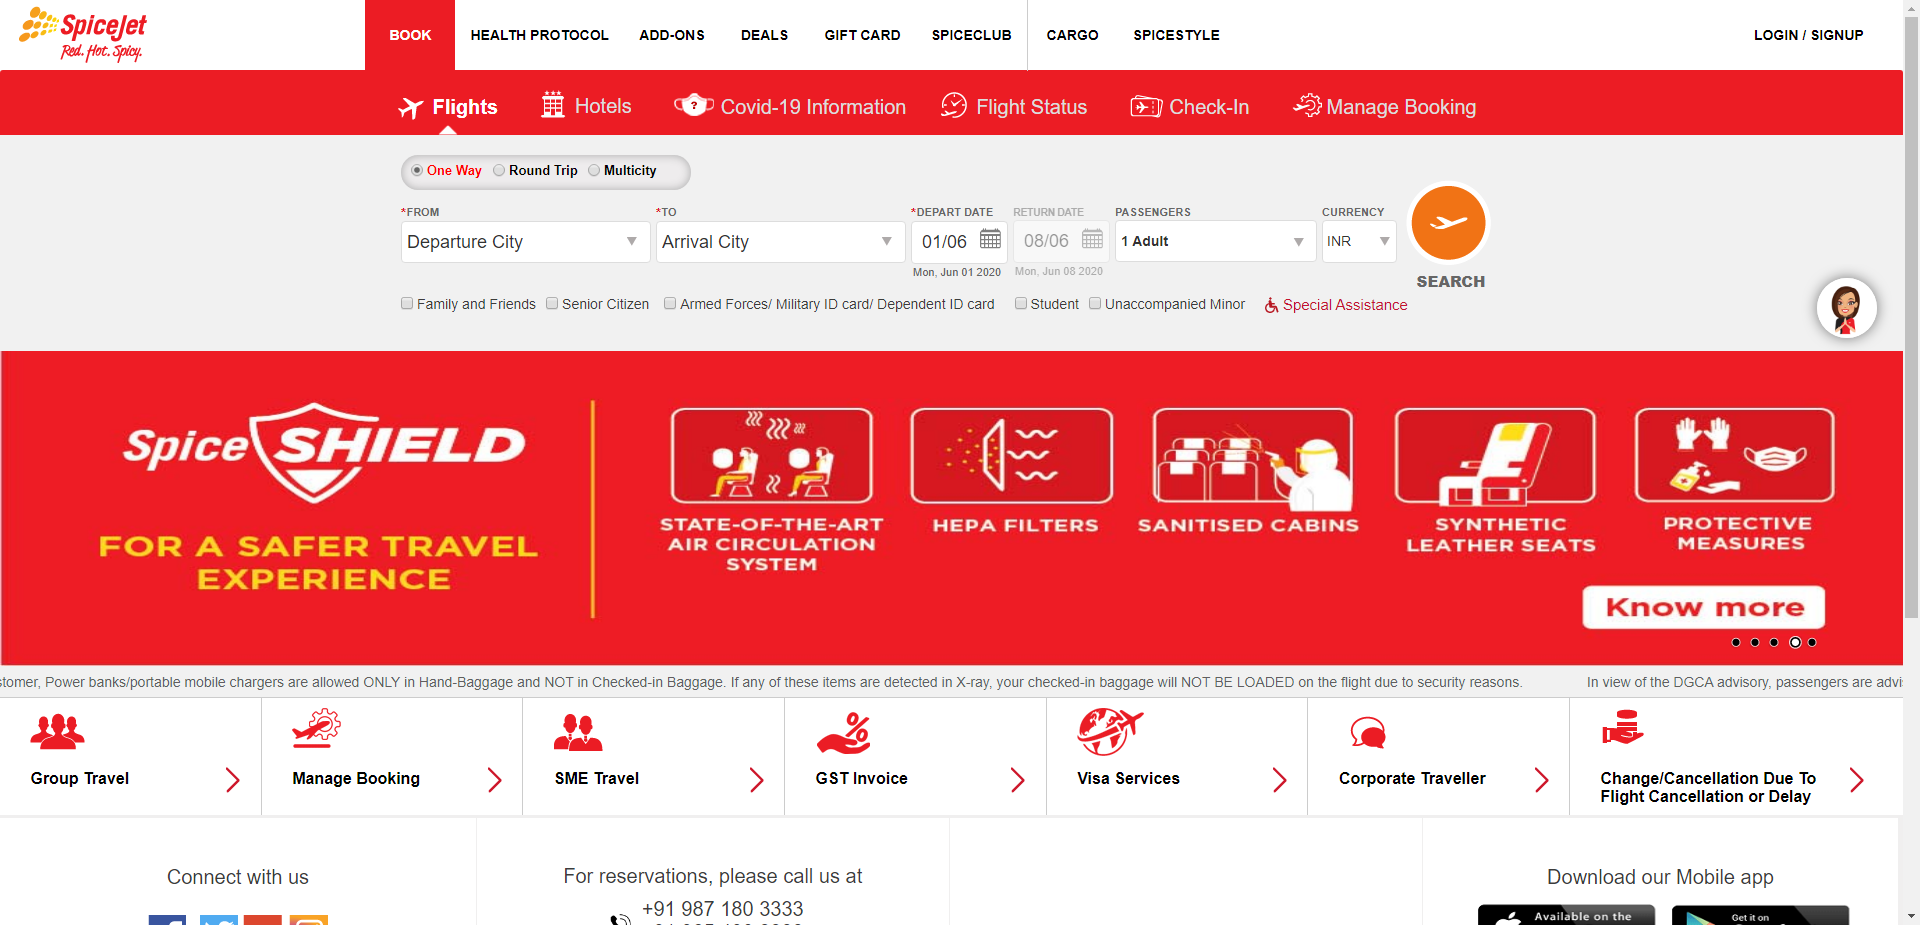 SpiceJet
Red. Hot. Spicy.
BOOK
HEALTH PROTOCOL
ADD-ONS
DEALS
GIFT CARD
SPICECLUB
CARGO
SPICESTYLE
LOGIN / SIGNUP
Flights
Hotels
? Covid-19 Information
Flight Status
Check-In
Manage Booking
One Way
Round Trip
Multicity
*FROM
*TO
*DEPART DATE
RETURN DATE
PASSENGERS
CURRENCY
Departure City
Arrival City
01/06
08/06
1 Adult
INR
Mon, Jun 01 2020
Mon, Jun 08 2020
SEARCH
Family and Friends
Senior Citizen
Armed Forces/ Military ID card/ Dependent ID card
Student
Unaccompanied Minor
Special Assistance
Spice SHIELD
FOR A SAFER TRAVEL
EXPERIENCE
STATE-OF-THE-ART
AIR CIRCULATION
SYSTEM
HEPA FILTERS
SANITISED CABINS
SYNTHETIC
LEATHER SEATS
PROTECTIVE
MEASURES
Know more
stomer, Power banks/portable mobile chargers are allowed ONLY in Hand-Baggage and NOT in Checked-in Baggage. If any of these items are detected in X-ray, your checked-in baggage will NOT BE LOADED on the flight due to security reasons.
In view of the DGCA advisory, passengers are advi
Group Travel
Manage Booking
SME Travel
GST Invoice
Visa Services
Corporate Traveller
Change/Cancellation Due To
Flight Cancellation or Delay
Connect with us
For reservations, please call us at
+91 987 180 3333
Download our Mobile app
Available on the
Get it on